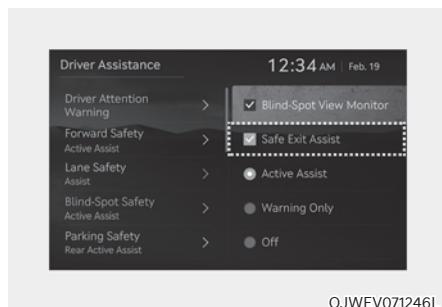 Driver Assistance
12:34 AM Feb. 19
Driver Attention
Warning
Forward Safety
Active Assist
Lane Safety
Assist
Blind-Spot Safety
Active Assist
Parking Safety
Rear Active Assist
Blind-Spot View Monitor
Safe Exit Assist
Active Assist
Warning Only
Off
OJWEV071246L